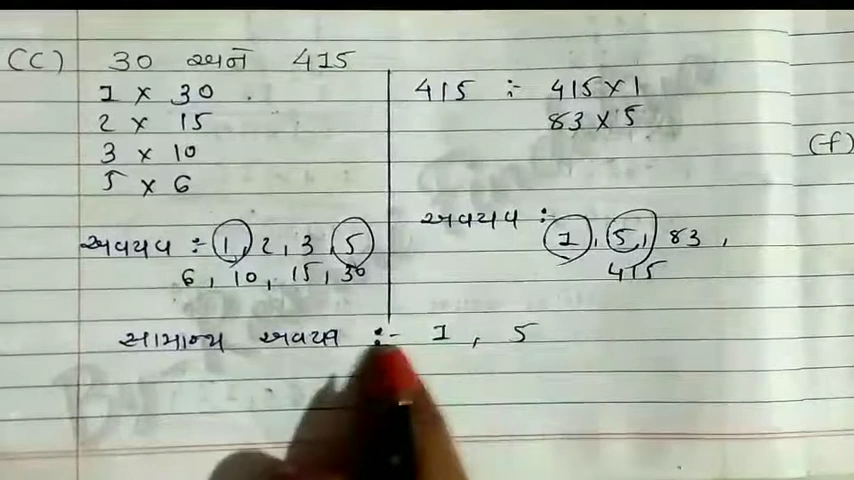 (C) 30 અને 415
1 × 30
2 × 15
3 × 10
5 × 6
અવયવ :- 1, 2, 3, 5
6, 10, 15, 30
415 :- 415×1
83×5
અવયવ :- 1, 5, 83,
415
સામાન્ય અવયવ :- 1, 5
(f)